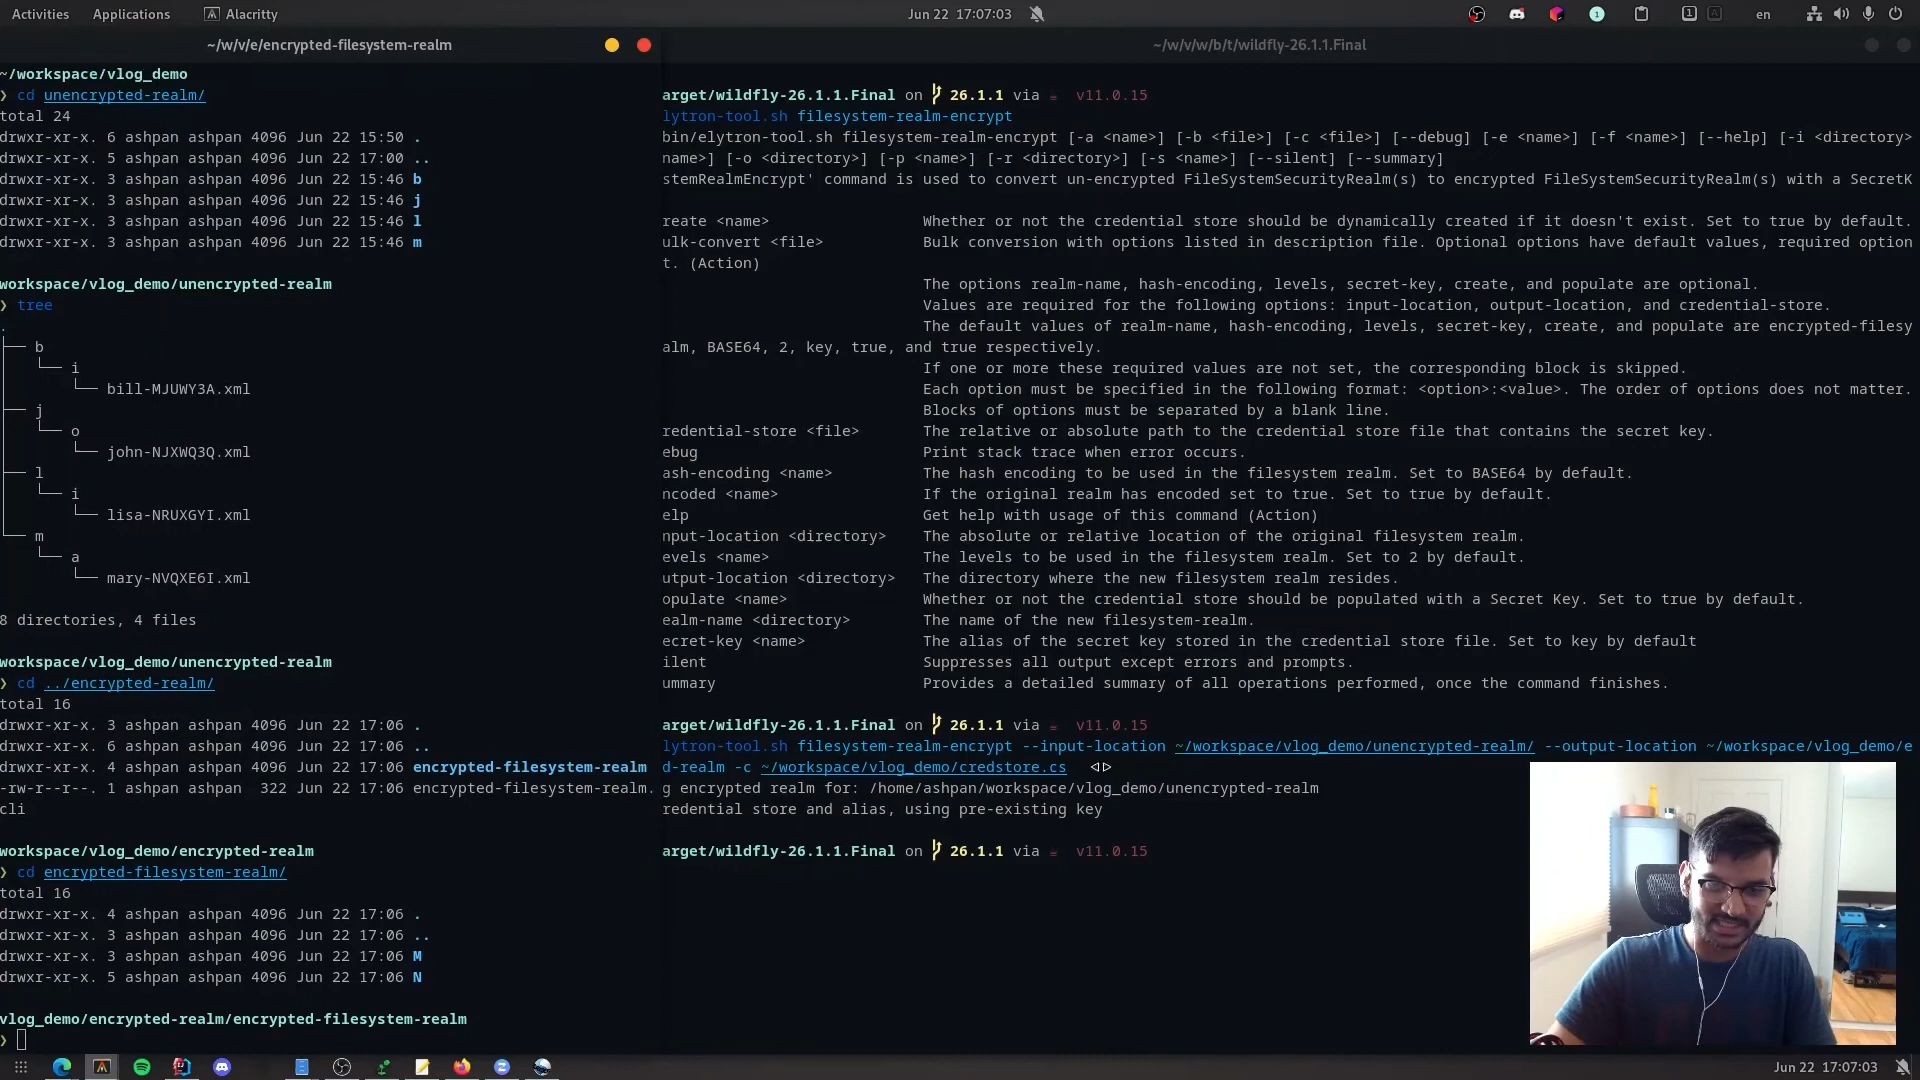 Activities Applications Alacritty Jun 22 17:07:03 1 1 en
~/w/v/e/encrypted-filesystem-realm
~/workspace/vlog_demo
❯ cd unencrypted-realm/
total 24
drwxr-xr-x. 6 ashpan ashpan 4096 Jun 22 15:50 .
drwxr-xr-x. 5 ashpan ashpan 4096 Jun 22 17:00 ..
drwxr-xr-x. 3 ashpan ashpan 4096 Jun 22 15:46 b
drwxr-xr-x. 3 ashpan ashpan 4096 Jun 22 15:46 j
drwxr-xr-x. 3 ashpan ashpan 4096 Jun 22 15:46 l
drwxr-xr-x. 3 ashpan ashpan 4096 Jun 22 15:46 m
workspace/vlog_demo/unencrypted-realm
❯ tree
.
├── b
│   └── i
│       └── bill-MJUWY3A.xml
├── j
│   └── o
│       └── john-NJXWQ3Q.xml
├── l
│   └── i
│       └── lisa-NRUXGYI.xml
└── m
    └── a
        └── mary-NVQXE6I.xml
8 directories, 4 files
workspace/vlog_demo/unencrypted-realm
❯ cd ../encrypted-realm/
total 16
drwxr-xr-x. 3 ashpan ashpan 4096 Jun 22 17:06 .
drwxr-xr-x. 6 ashpan ashpan 4096 Jun 22 17:06 ..
drwxr-xr-x. 4 ashpan ashpan 4096 Jun 22 17:06 encrypted-filesystem-realm
-rw-r--r--. 1 ashpan ashpan  322 Jun 22 17:06 encrypted-filesystem-realm.
cli
workspace/vlog_demo/encrypted-realm
❯ cd encrypted-filesystem-realm/
total 16
drwxr-xr-x. 4 ashpan ashpan 4096 Jun 22 17:06 .
drwxr-xr-x. 3 ashpan ashpan 4096 Jun 22 17:06 ..
drwxr-xr-x. 3 ashpan ashpan 4096 Jun 22 17:06 M
drwxr-xr-x. 5 ashpan ashpan 4096 Jun 22 17:06 N
vlog_demo/encrypted-realm/encrypted-filesystem-realm
❯
~/w/v/w/b/t/wildfly-26.1.1.Final
arget/wildfly-26.1.1.Final on 26.1.1 via v11.0.15
lytron-tool.sh filesystem-realm-encrypt
bin/elytron-tool.sh filesystem-realm-encrypt [-a <name>] [-b <file>] [-c <file>] [--debug] [-e <name>] [-f <name>] [--help] [-i <directory>
name>] [-o <directory>] [-p <name>] [-r <directory>] [-s <name>] [--silent] [--summary]
stemRealmEncrypt' command is used to convert un-encrypted FileSystemSecurityRealm(s) to encrypted FileSystemSecurityRealm(s) with a SecretK
reate <name> Whether or not the credential store should be dynamically created if it doesn't exist. Set to true by default.
ulk-convert <file> Bulk conversion with options listed in description file. Optional options have default values, required option
t. (Action)
The options realm-name, hash-encoding, levels, secret-key, create, and populate are optional.
Values are required for the following options: input-location, output-location, and credential-store.
The default values of realm-name, hash-encoding, levels, secret-key, create, and populate are encrypted-filesy
alm, BASE64, 2, key, true, and true respectively.
If one or more these required values are not set, the corresponding block is skipped.
Each option must be specified in the following format: <option>:<value>. The order of options does not matter.
Blocks of options must be separated by a blank line.
redential-store <file> The relative or absolute path to the credential store file that contains the secret key.
ebug Print stack trace when error occurs.
ash-encoding <name> The hash encoding to be used in the filesystem realm. Set to BASE64 by default.
ncoded <name> If the original realm has encoded set to true. Set to true by default.
elp Get help with usage of this command (Action)
nput-location <directory> The absolute or relative location of the original filesystem realm.
evels <name> The levels to be used in the filesystem realm. Set to 2 by default.
utput-location <directory> The directory where the new filesystem realm resides.
opulate <name> Whether or not the credential store should be populated with a Secret Key. Set to true by default.
ealm-name <directory> The name of the new filesystem-realm.
ecret-key <name> The alias of the secret key stored in the credential store file. Set to key by default
ilent Suppresses all output except errors and prompts.
ummary Provides a detailed summary of all operations performed, once the command finishes.
arget/wildfly-26.1.1.Final on 26.1.1 via v11.0.15
lytron-tool.sh filesystem-realm-encrypt --input-location ~/workspace/vlog_demo/unencrypted-realm/ --output-location ~/workspace/vlog_demo/e
d-realm -c ~/workspace/vlog_demo/credstore.cs
g encrypted realm for: /home/ashpan/workspace/vlog_demo/unencrypted-realm
redential store and alias, using pre-existing key
arget/wildfly-26.1.1.Final on 26.1.1 via v11.0.15
Jun 22 17:07:03